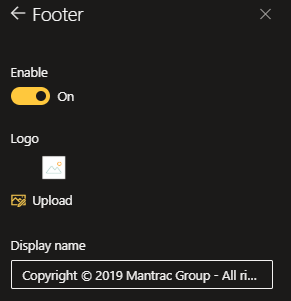 Footer
Enable
On
Logo
Upload
Display name
Copyright © 2019 Mantrac Group - All ri...